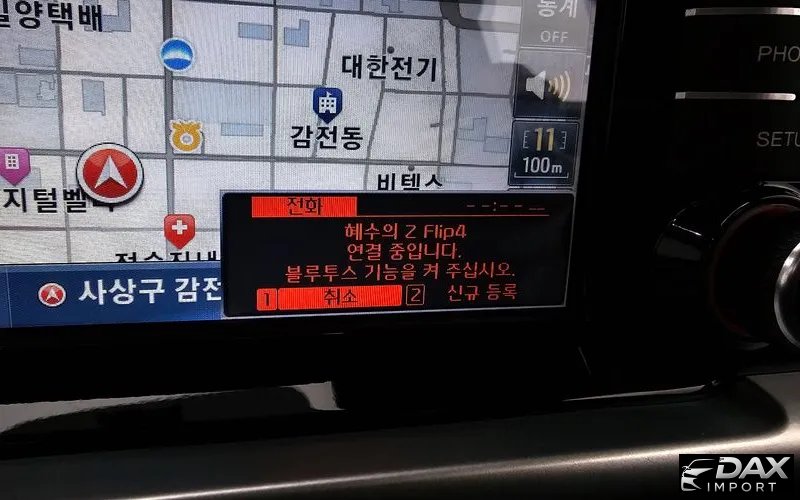 밀양택배
통계
OFF
PHO
대한전기
감전동
11
100m
SETU
비텍스
지털벨
전화
--:--
혜수의 Z Flip4
연결 중입니다.
블루투스 기능을 켜 주십시오.
1 취소 2 신규 등록
사상구 감전
DAX
IMPORT